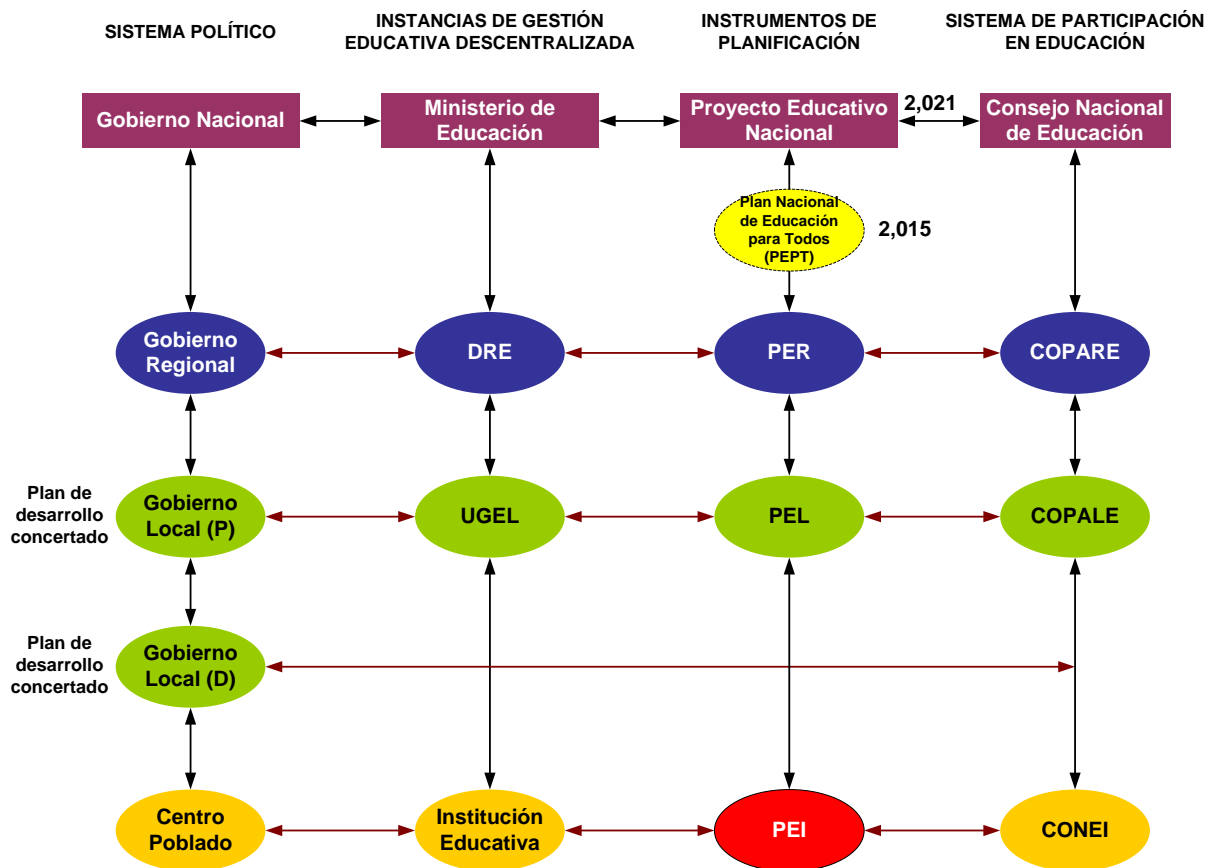 SISTEMA POLÍTICO
INSTANCIAS DE GESTIÓN
EDUCATIVA DESCENTRALIZADA
INSTRUMENTOS DE
PLANIFICACIÓN
SISTEMA DE PARTICIPACIÓN
EN EDUCACIÓN
Gobierno Nacional
Ministerio de
Educación
Proyecto Educativo
Nacional
2,021
Consejo Nacional
de Educación
Plan Nacional
de Educación
para Todos
(PEPT)
2,015
Gobierno
Regional
DRE
PER
COPARE
Plan de
desarrollo
concertado
Gobierno
Local (P)
UGEL
PEL
COPALE
Plan de
desarrollo
concertado
Gobierno
Local (D)
Centro
Poblado
Institución
Educativa
PEI
CONEI